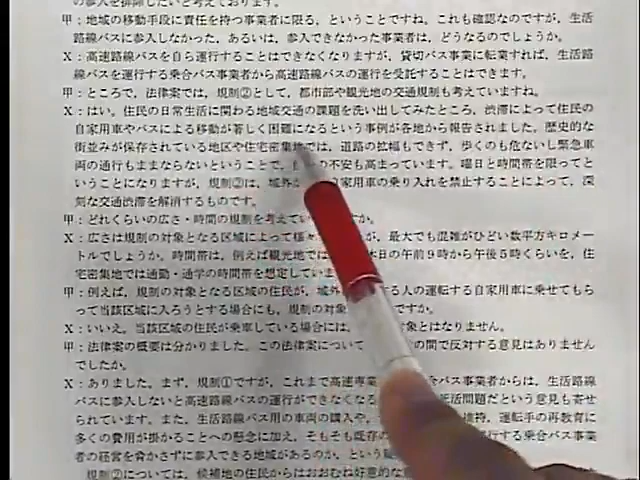 の参入を排除したいと考えております。
甲：地域の移動手段に責任を持つ事業者に限る、ということですね。これも確認なのですが、生活
路線バスに参入しなかった、あるいは、参入できなかった事業者は、どうなるのでしょうか。
X：高速路線バスを自ら運行することはできなくなりますが、貸切バス事業に転業すれば、生活路
線バスを運行する乗合バス事業者から高速路線バスの運行を受託することはできます。
甲：ところで、法律案では、規制②として、都市部や観光地の交通規制も考えていますね。
X：はい。住民の日常生活に関わる地域交通の課題を洗い出してみたところ、渋滞によって住民の
自家用車やバスによる移動が著しく困難になるという事例が各地から報告されました。歴史的な
街並みが保存されている地区や住宅密集地では、道路の拡幅もできず、歩くのも危ないし緊急車
両の通行もままならないということで、の不安も高まっています。曜日と時間帯を限ってと
いうことになりますが、規制②は、域外自家用車の乗り入れを禁止することによって、深
刻な交通渋滞を解消するものです。
甲：どれくらいの広さ・時間の規制を考えていすか。
X：広さは規制の対象となる区域によって様々が、最大でも混雑がひどい数平方キロメー
トルでしょうか。時間帯は、例えば観光地では休日の午前９時から午後５時くらいを、住
宅密集地では通勤・通学の時間帯を想定していま
甲：例えば、規制の対象となる区域の住民が、域外する人の運転する自家用車に乗せてもら
って当該区域に入ろうとする場合にも、規制の対か。
X：いいえ、当該区域の住民が乗車している場合には、対象とはなりません。
甲：法律案の概要は分かりました。この法律案についての間で反対する意見はありません
でしたか。
X：ありました。まず、規制①ですが、これまで高速専合バス事業者からは、生活路線
バスに参入しないと高速路線バスの運行ができなくなる死活問題だという意見も寄せ
られています。また、生活路線バス用の車両の購入や、維持、運転手の再教育に
多くの費用が掛かることへの懸念に加え、そもそも既存の行する乗合バス事業
者の経営を脅かさずに参入できる地域があるのか、という疑
規制②については、候補地の住民からはおおむね好意的な意